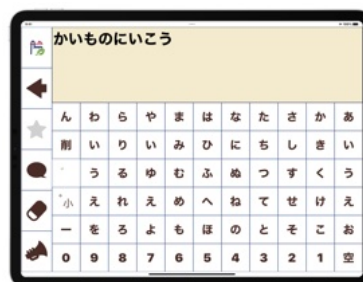 かいものにいこう
ん わ ら や ま は な た さ か あ
削 い り い み ひ に ち し き い
゛ う る ゆ む ふ ぬ つ す く う
゜小 え れ え め へ ね て せ け え
ー を ろ よ も ほ の と そ こ お
0 9 8 7 6 5 4 3 2 1 空